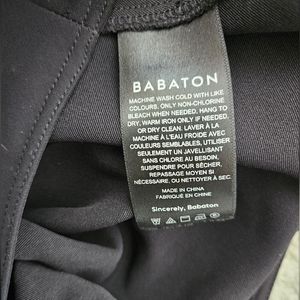 BABATON
MACHINE WASH COLD WITH LIKE
COLOURS. ONLY NON-CHLORINE
BLEACH WHEN NEEDED. HANG TO
DRY, WARM IRON ONLY IF NEEDED.
OR DRY CLEAN. LAVER À LA
MACHINE À L'EAU FROIDE AVEC
COULEURS SEMBLABLES, UTILISER
SEULEMENT UN JAVELLISANT
SANS CHLORE AU BESOIN,
SUSPENDRE POUR SÉCHER,
REPASSAGE MOYEN SI
NÉCESSAIRE, OU NETTOYER À SEC.
MADE IN CHINA
FABRIQUÉ EN CHINE
Sincerely, Babaton